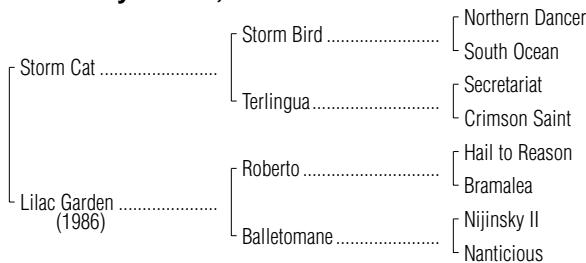 Northern Dancer
Storm Bird
South Ocean
Storm Cat
Secretariat
Terlingua
Crimson Saint
Hail to Reason
Roberto
Bramalea
Lilac Garden
(1986)
Nijinsky II
Balletomane
Nanticious